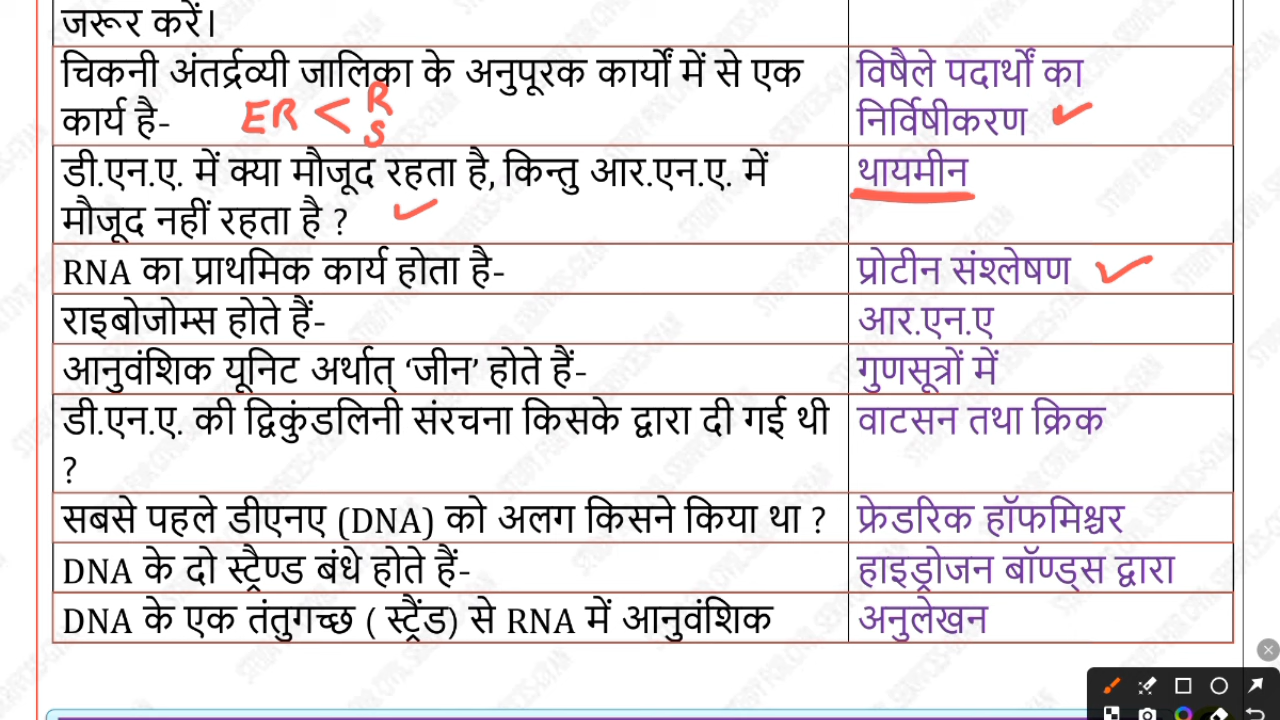 जरूर करें।
चिकनी अंतर्द्रव्यी जालिका के अनुपूरक कार्यों में से एक
कार्य है-
ER < R
S
विषैले पदार्थों का
निर्विषीकरण
डी.एन.ए. में क्या मौजूद रहता है, किन्तु आर.एन.ए. में
मौजूद नहीं रहता है ?
थायमीन
RNA का प्राथमिक कार्य होता है-
प्रोटीन संश्लेषण
राइबोजोम्स होते हैं-
आर.एन.ए
आनुवंशिक यूनिट अर्थात् ‘जीन’ होते हैं-
गुणसूत्रों में
डी.एन.ए. की द्विकुंडलिनी संरचना किसके द्वारा दी गई थी
?
वाटसन तथा क्रिक
सबसे पहले डीएनए (DNA) को अलग किसने किया था ?
फ्रेडरिक हॉफमिश्चर
DNA के दो स्ट्रैण्ड बंधे होते हैं-
हाइड्रोजन बॉण्ड्स द्वारा
DNA के एक तंतुगच्छ ( स्ट्रैंड) से RNA में आनुवंशिक
अनुलेखन